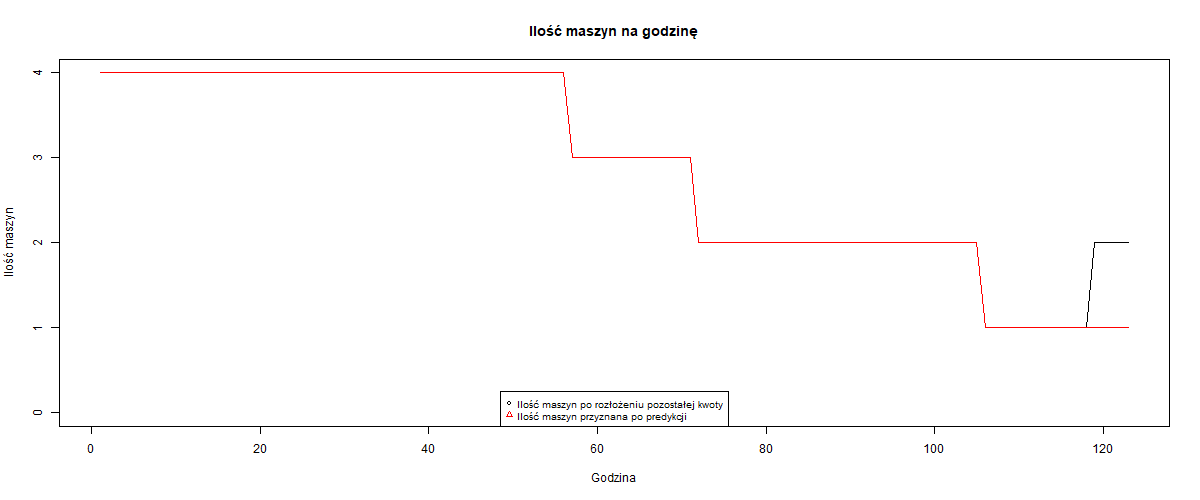 Ilość maszyn na godzinę
Ilość maszyn
4
3
2
1
0
Ilość maszyn po rozłożeniu pozostałej kwoty
Ilość maszyn przyznana po predykcji
0 20 40 60 80 100 120
Godzina